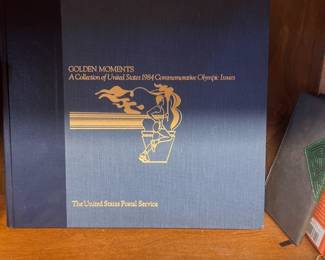 GOLDEN MOMENTS
A Collection of United States 1984 Commemorative Olympic Issues
The United States Postal Service